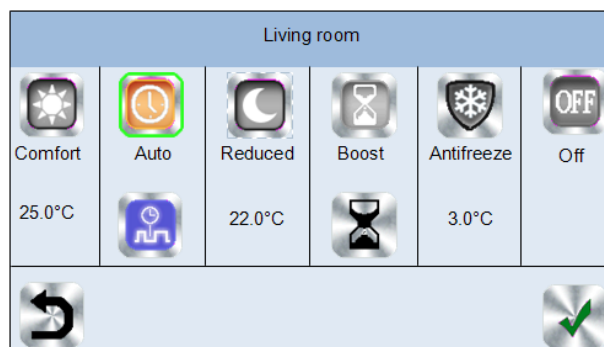 Living room
OFF
Comfort Auto Reduced Boost Antifreeze Off
25.0°C 22.0°C 3.0°C